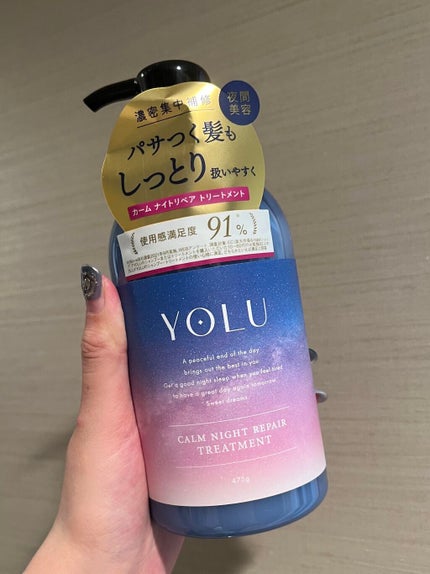 濃密集中補修
夜間
美容
パサつく髪も
しっとり扱いやすく
カーム ナイトリペア トリートメント
使用感満足度 91%
YOLU
A peaceful end of the day
brings out the best in you.
Get a good night sleep when you feel tired
to have a great day again tomorrow.
Sweet dreams.
CALM NIGHT REPAIR
TREATMENT
475g